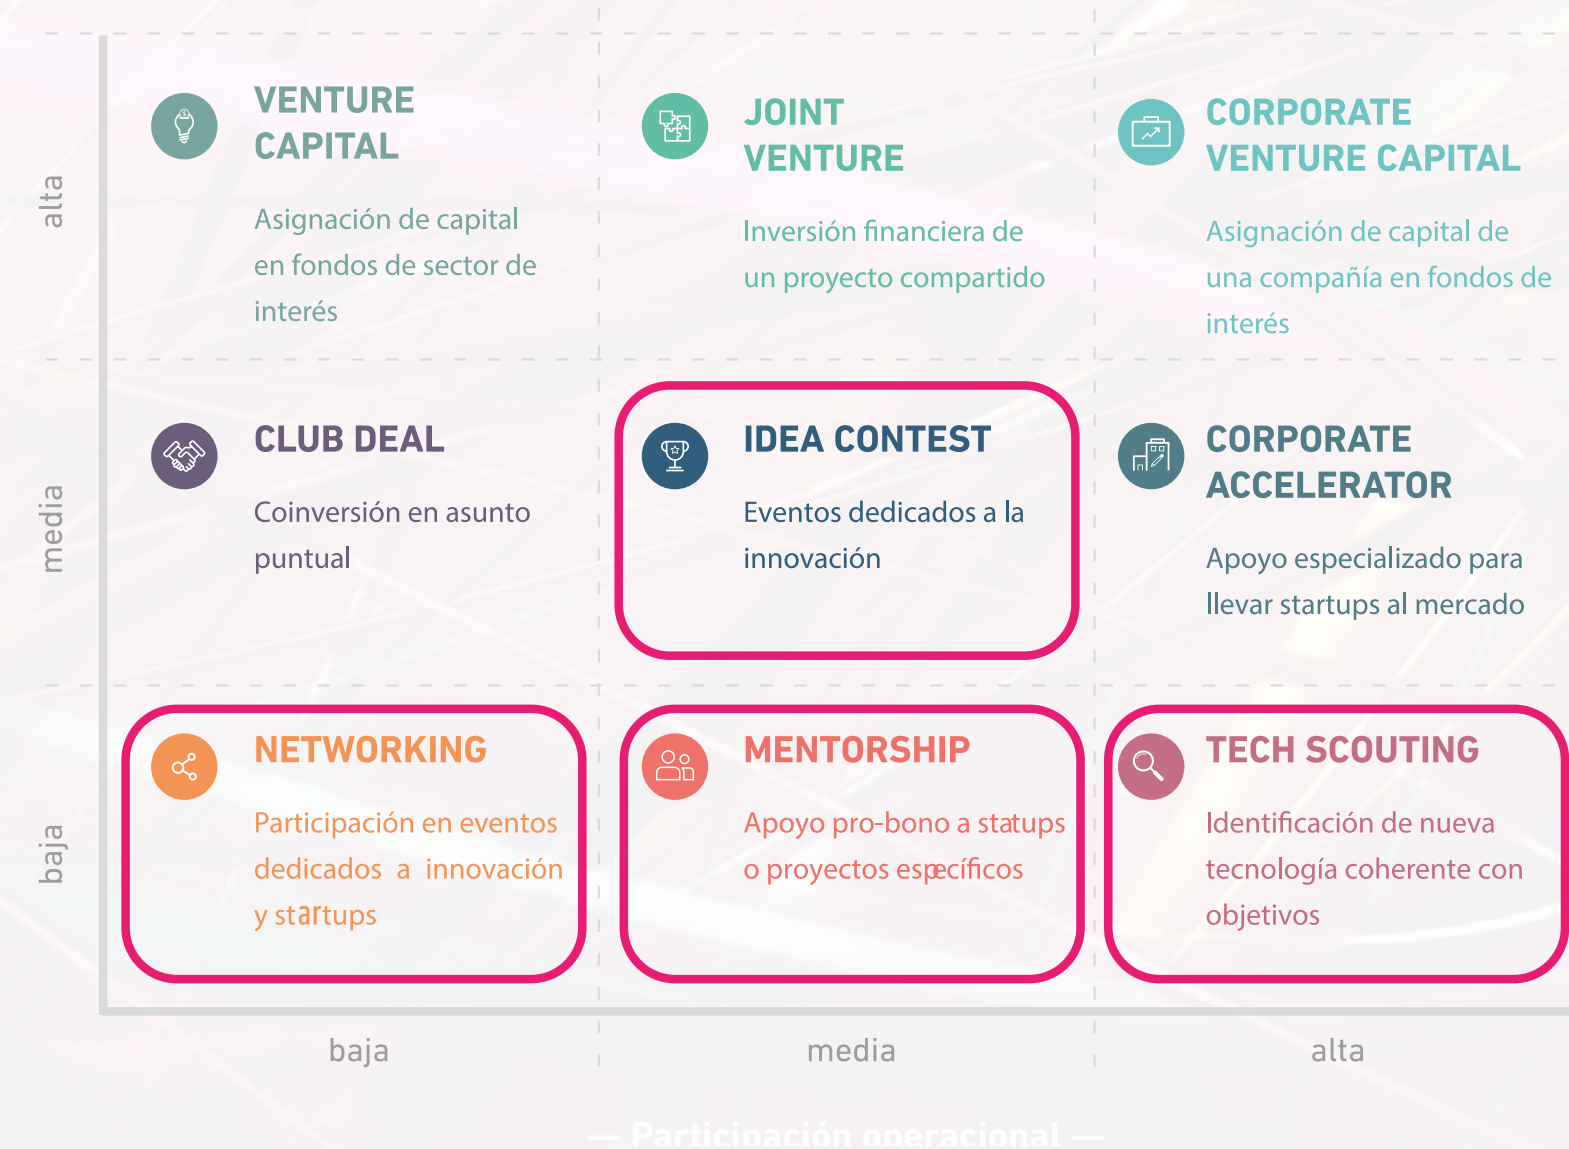 alta
VENTURE
CAPITAL
Asignación de capital
en fondos de sector de
interés
JOINT
VENTURE
Inversión financiera de
un proyecto compartido
CORPORATE
VENTURE CAPITAL
Asignación de capital de
una compañía en fondos de
interés
media
CLUB DEAL
Coinversión en asunto
puntual
IDEA CONTEST
Eventos dedicados a la
innovación
CORPORATE
ACCELERATOR
Apoyo especializado para
llevar startups al mercado
baja
NETWORKING
Participación en eventos
dedicados a innovación
y startups
MENTORSHIP
Apoyo pro-bono a statups
o proyectos específicos
TECH SCOUTING
Identificación de nueva
tecnología coherente con
objetivos
baja
media
alta
— Participación operacional —